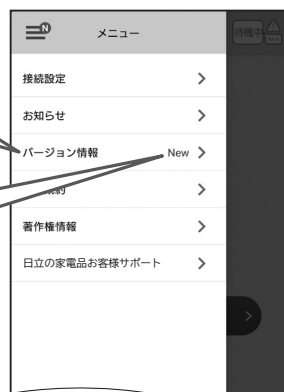 N
メニュー
待機中
接続設定
お知らせ
バージョン情報 New
著作権情報
日立の家電品お客様サポート